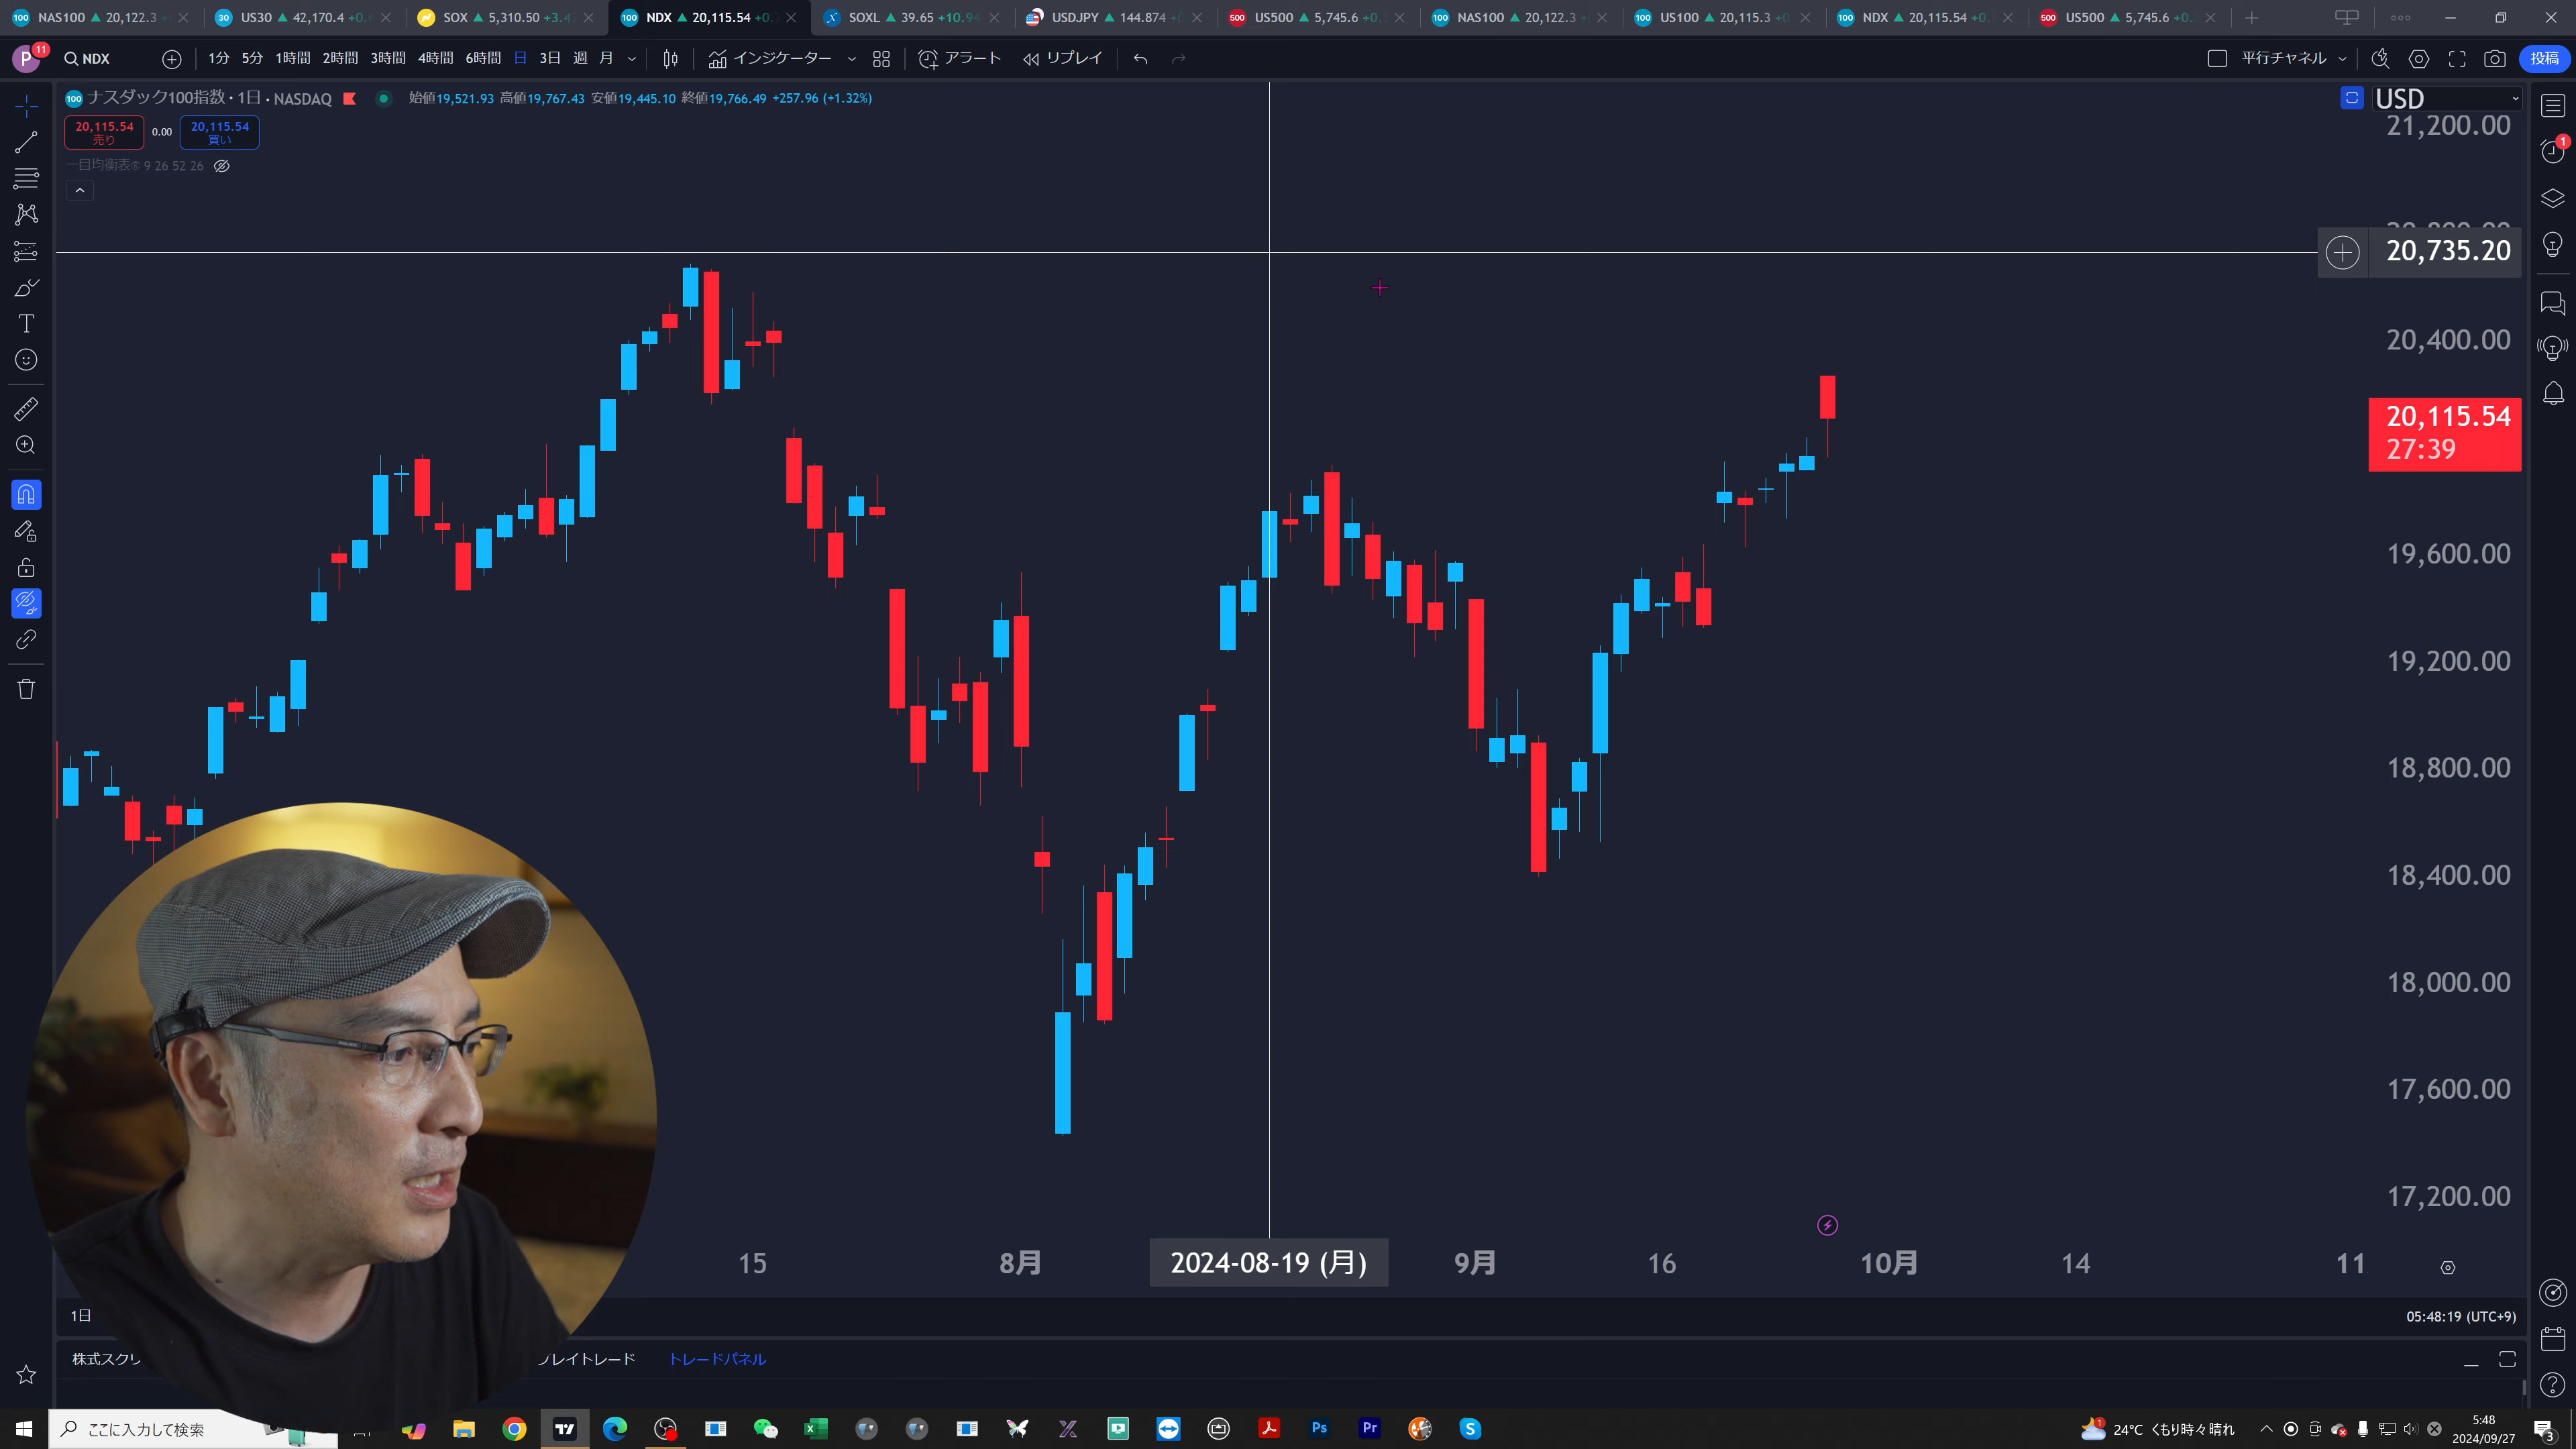 NAS100 ▲ 20,122.3
US30 ▲ 42,170.4
SOX ▲ 5,310.50
NDX ▲ 20,115.54
SOXL ▲ 39.65
USDJPY ▲ 144.874
US500 ▲ 5,745.6
NAS100 ▲ 20,122.3
US100 ▲ 20,115.3
NDX ▲ 20,115.54
US500 ▲ 5,745.6
P 11 NDX 1分 5分 1時間 2時間 3時間 4時間 6時間 日 3日 週 月 インジケーター アラート リプレイ 平行チャネル 投稿
ナスダック100指数・1日・NASDAQ 始値19,521.93 高値19,767.43 安値19,445.10 終値19,766.49 +257.96 (+1.32%)
USD
20,115.54 売り 0.00 20,115.54 買い
一目均衡表® 9 26 52 26
21,200.00
20,735.20
20,400.00
20,115.54
27:39
19,600.00
19,200.00
18,800.00
18,400.00
18,000.00
17,600.00
17,200.00
15 8月 2024-08-19 (月) 9月 16 10月 14 11
1日 05:48:19 (UTC+9)
株式スクリ プレイトレード トレードパネル
ここに入力して検索
24°C くもり時々晴れ
5:48
2024/09/27
3